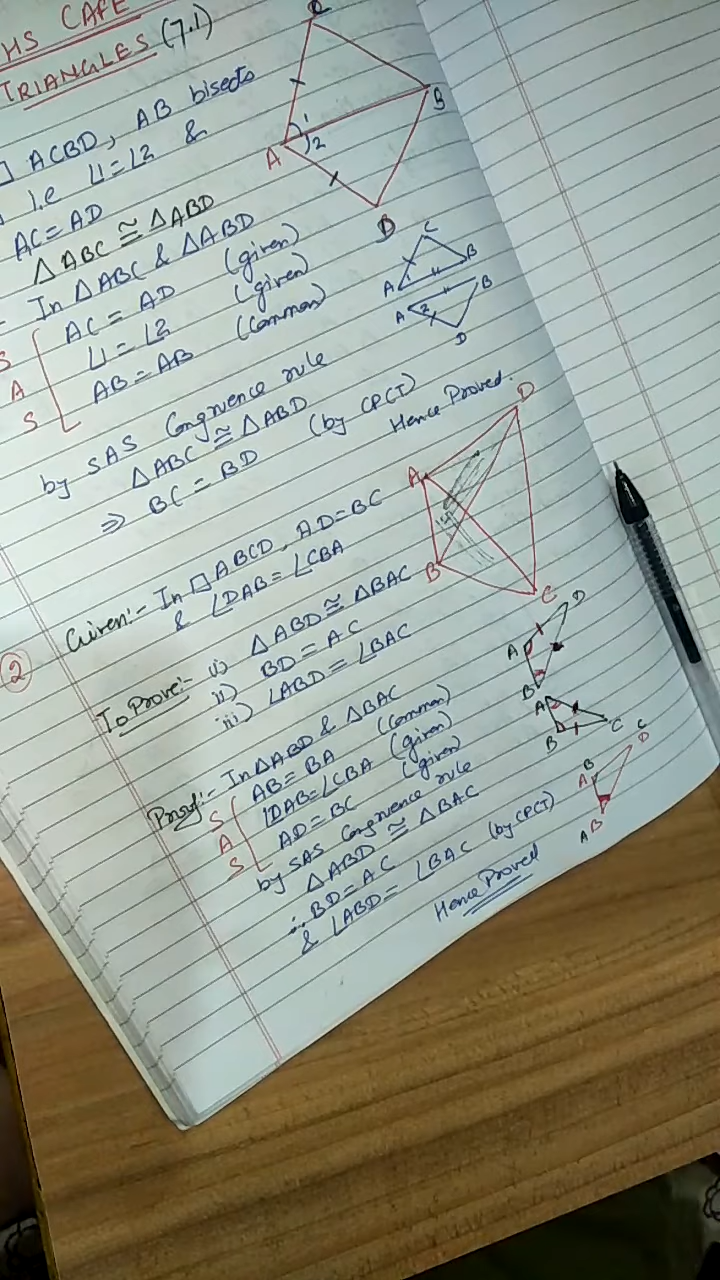 HS CAFE
TRIANGLES (7.1)
□ ACBD, AB bisects
i.e ∠1=∠2 &
AC=AD
△ABC ≅ △ABD
In △ABC & △ABD
S AC = AD (given)
A ∠1 = ∠2 (given)
S AB = AB (Common)
by SAS Congruence rule
△ABC ≅ △ABD
⇒ BC = BD (by CPCT)
Hence Proved.
C
B
A
1
2
D
C
A
B
A
2
B
D
② Given:- In □ABCD, AD=BC
& ∠DAB = ∠CBA
To Prove:- (i) △ABD ≅ △BAC
ii) BD = AC
iii) ∠ABD = ∠BAC
Proof:- In △ABD & △BAC
S AB = BA (Common)
A ∠DAB=∠CBA (given)
S AD = BC (given)
by SAS Congruence rule
△ABD ≅ △BAC
∴ BD = AC
& ∠ABD = ∠BAC (by CPCT)
Hence Proved
D
A
B
C
D
A
B
A
B
C
C
D
B
A
A B